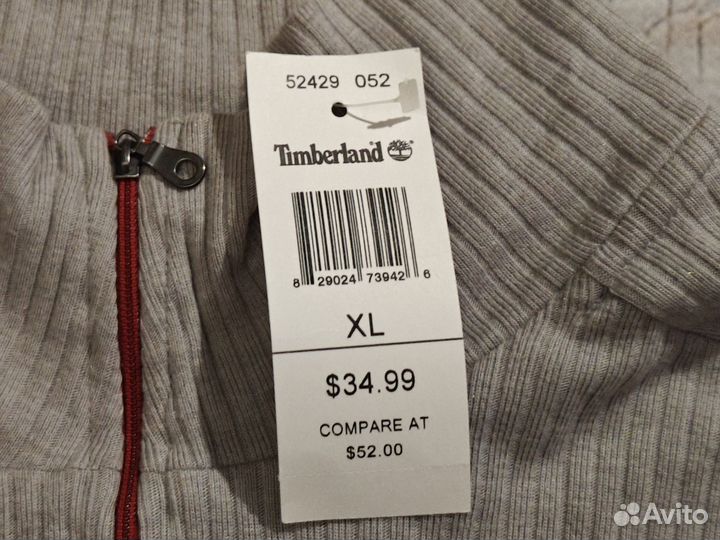 52429 052
Timberland
8 29024 73942 6
XL
$34.99
COMPARE AT
$52.00
Avito